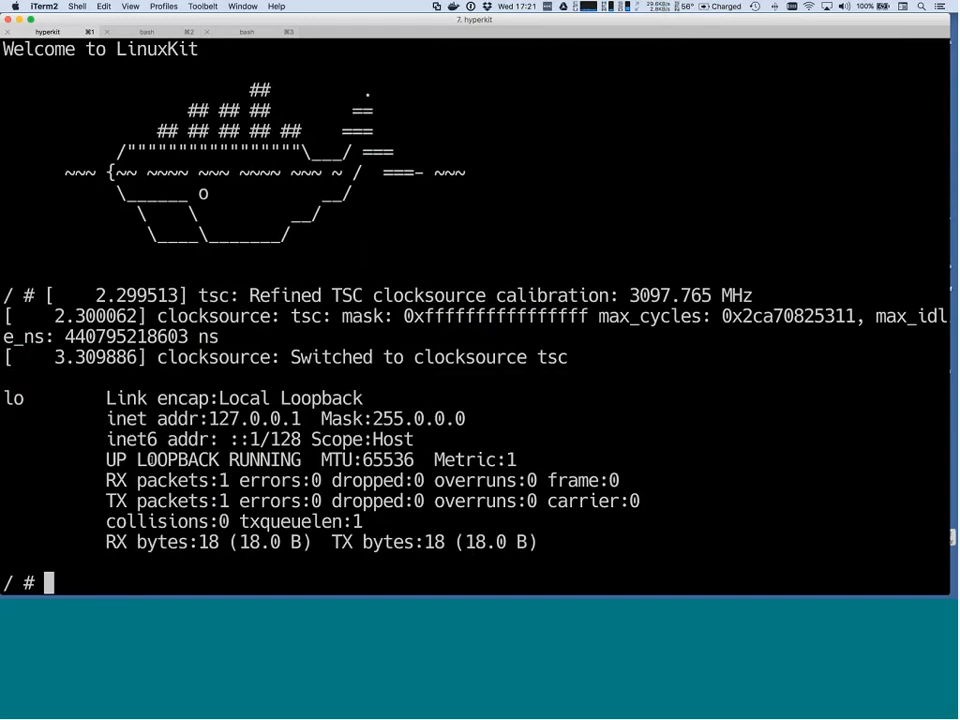 iTerm2 Shell Edit View Profiles Toolbelt Window Help Wed 17:21 56° Charged 100%
7. hyperkit
hyperkit ⌘1 bash ⌘2 bash ⌘3
Welcome to LinuxKit
##         .
## ## ##        ==
## ## ## ## ##    ===
/"""""""""""""""""\___/ ===
~~~ {~~ ~~~~ ~~~ ~~~~ ~~~ ~ /  ===- ~~~
\______ o           __/
\    \         __/
\____\_______/
/ # [    2.299513] tsc: Refined TSC clocksource calibration: 3097.765 MHz
[    2.300062] clocksource: tsc: mask: 0xffffffffffffffff max_cycles: 0x2ca70825311, max_idl
e_ns: 440795218603 ns
[    3.309886] clocksource: Switched to clocksource tsc
lo        Link encap:Local Loopback
inet addr:127.0.0.1  Mask:255.0.0.0
inet6 addr: ::1/128 Scope:Host
UP LOOPBACK RUNNING  MTU:65536  Metric:1
RX packets:1 errors:0 dropped:0 overruns:0 frame:0
TX packets:1 errors:0 dropped:0 overruns:0 carrier:0
collisions:0 txqueuelen:1
RX bytes:18 (18.0 B)  TX bytes:18 (18.0 B)
/ #